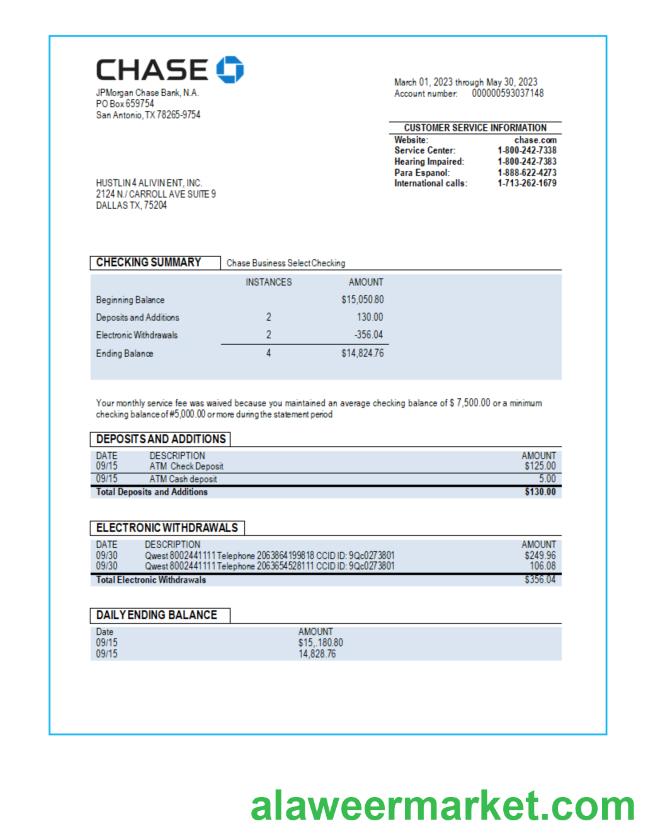 CHASE
JPMorgan Chase Bank, N.A.
PO Box 659754
San Antonio, TX 78265-9754
March 01, 2023 through May 30, 2023
Account number: 000000593037148
CUSTOMER SERVICE INFORMATION
Website: chase.com
Service Center: 1-800-242-7338
Hearing Impaired: 1-800-242-7383
Para Espanol: 1-888-622-4273
International calls: 1-713-262-1679
HUSTLIN 4 ALIVIN ENT, INC.
2124 N./ CARROLL AVE SUITE 9
DALLAS TX, 75204
CHECKING SUMMARY Chase Business Select Checking
INSTANCES AMOUNT
Beginning Balance $15,050.80
Deposits and Additions 2 130.00
Electronic Withdrawals 2 -356.04
Ending Balance 4 $14,824.76
Your monthly service fee was waived because you maintained an average checking balance of $ 7,500.00 or a minimum
checking balance of #5,000.00 or more during the statement period
DEPOSITS AND ADDITIONS
DATE DESCRIPTION AMOUNT
09/15 ATM Check Deposit $125.00
09/15 ATM Cash deposit 5.00
Total Deposits and Additions $130.00
ELECTRONIC WITHDRAWALS
DATE DESCRIPTION AMOUNT
09/30 Qwest 8002441111 Telephone 2063864199818 CCID ID: 9Qc0273801 $249.96
09/30 Qwest 8002441111 Telephone 2063654528111 CCID ID: 9Qc0273801 106.08
Total Electronic Withdrawals $356.04
DAILY ENDING BALANCE
Date AMOUNT
09/15 $15,.180.80
09/15 14,828.76
alaweermarket.com